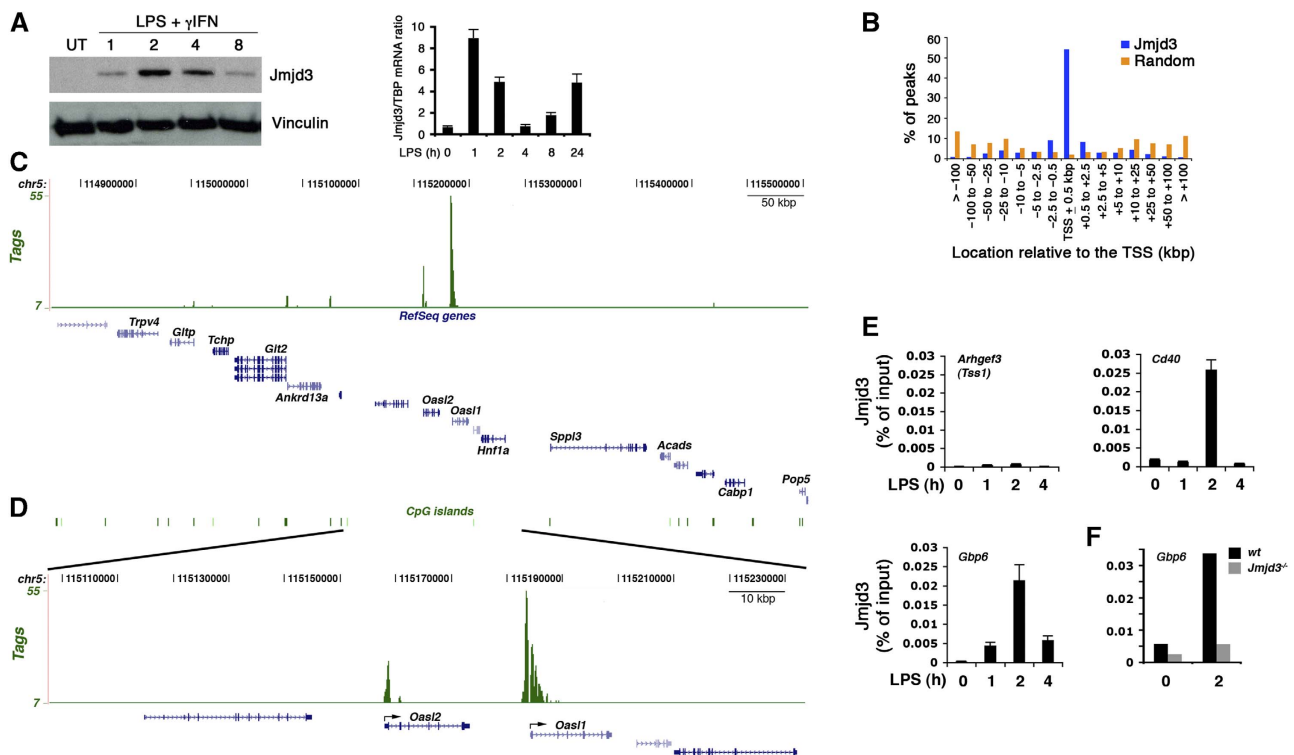 A
LPS + γIFN
UT 1 2 4 8
Jmjd3
Vinculin
Jmjd3/TBP mRNA ratio
10
8
6
4
2
0
LPS (h) 0 1 2 4 8 24
B
% of peaks
60
50
40
30
20
10
0
Jmjd3
Random
> −100
−100 to −50
−50 to −25
−25 to −10
−10 to −5
−5 to −2.5
−2.5 to −0.5
TSS ± 0.5 kbp
+0.5 to +2.5
+2.5 to +5
+5 to +10
+10 to +25
+25 to +50
+50 to +100
> +100
Location relative to the TSS (kbp)
C
chr5: 114900000 115000000 115100000 115200000 115300000 115400000 115500000
55
50 kbp
Tags
7
RefSeq genes
Trpv4
Gltp
Tchp
Git2
Ankrd13a
Oasl2
Oasl1
Hnf1a
Sppl3
Acads
Cabp1
Pop5
D
CpG islands
chr5: 115110000 115130000 115150000 115170000 115190000 115210000 115230000
55
10 kbp
Tags
7
Oasl2
Oasl1
E
Jmjd3
(% of input)
0.03
0.025
0.02
0.015
0.01
0.005
0
Arhgef3
(Tss1)
LPS (h) 0 1 2 4
0.03
0.025
0.02
0.015
0.01
0.005
0
Cd40
0 1 2 4
Jmjd3
(% of input)
0.03
0.025
0.02
0.015
0.01
0.005
0
Gbp6
LPS (h) 0 1 2 4
F
0.03
0.01
0
Gbp6
wt
Jmjd3-/-
0 2